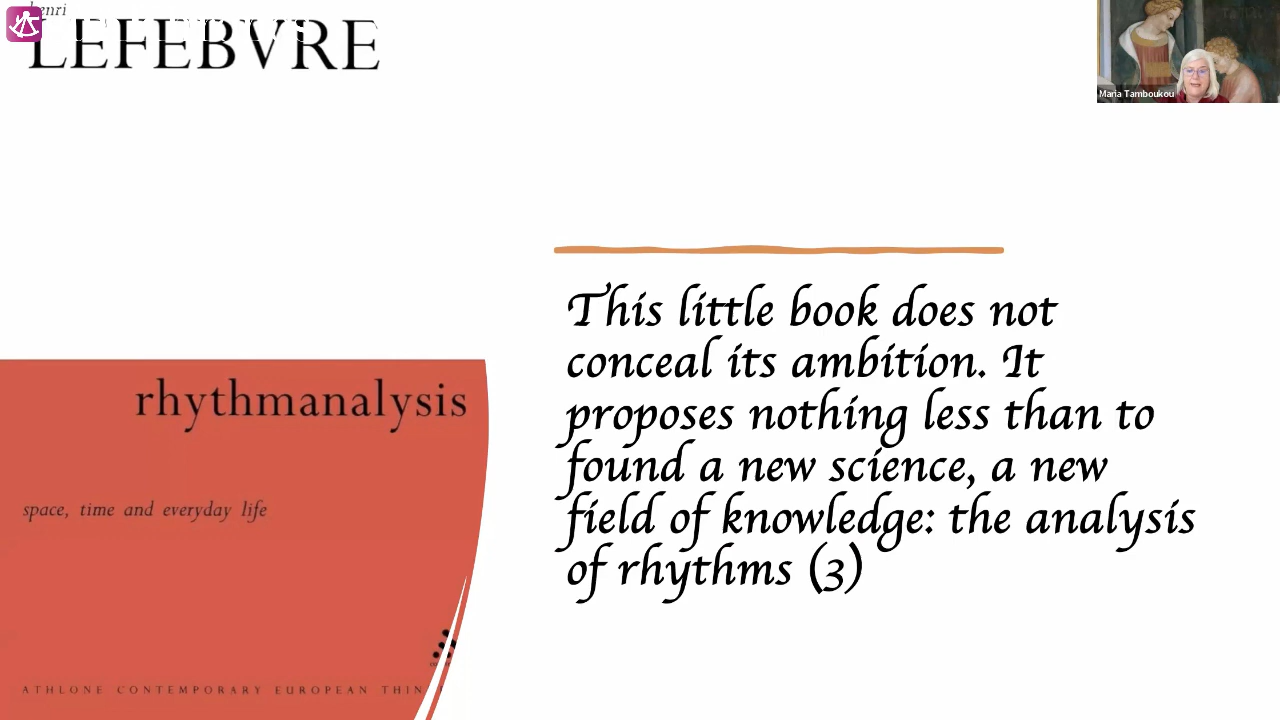 henri
LEFEBVRE
Maria Tamboukou
This little book does not
conceal its ambition. It
proposes nothing less than to
found a new science, a new
field of knowledge: the analysis
of rhythms (3)
rhythmanalysis
space, time and everyday life
ATHLONE CONTEMPORARY EUROPEAN THIN